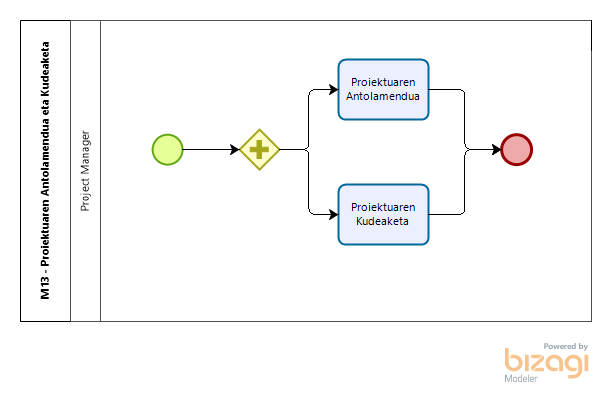 M13 - Proiektuaren Antolamendua eta Kudeaketa
Project Manager
Proiektuaren
Antolamendua
Proiektuaren
Kudeaketa
Powered by
bizagi
Modeler